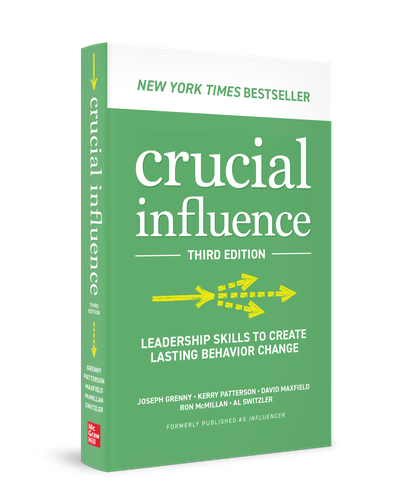 NEW YORK TIMES BESTSELLER
crucial
influence
THIRD EDITION
LEADERSHIP SKILLS TO CREATE
LASTING BEHAVIOR CHANGE
JOSEPH GRENNY • KERRY PATTERSON • DAVID MAXFIELD
RON McMILLAN • AL SWITZLER
FORMERLY PUBLISHED AS INFLUENCER
crucial influence
THIRD
EDITION
GRENNY
PATTERSON
MAXFIELD
McMILLAN
SWITZLER
Mc
Graw
Hill